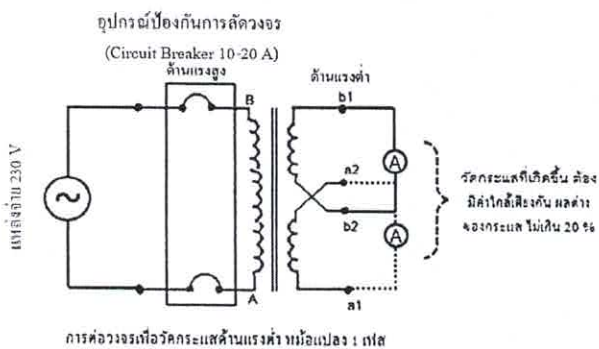 อุปกรณ์ป้องกันการลัดวงจร
(Circuit Breaker 10-20 A)
ด้านแรงสูง
ด้านแรงต่ำ
B
b1
A
a2
b2
A
A
a1
แหล่งจ่าย 230 V
วัดกระแสที่เกิดขึ้น ต้อง
มีค่าใกล้เคียงกัน ผลต่าง
ของกระแส ไม่เกิน 20 %
การต่อวงจรเพื่อวัดกระแสด้านแรงต่ำ หม้อแปลง 1 เฟส